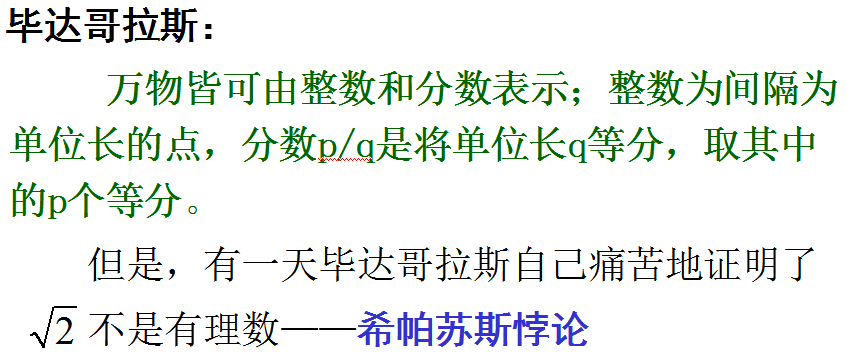 毕达哥拉斯：
万物皆可由整数和分数表示；整数为间隔为
单位长的点，分数p/q是将单位长q等分，取其中
的p个等分。
但是，有一天毕达哥拉斯自己痛苦地证明了
√2 不是有理数——希帕苏斯悖论